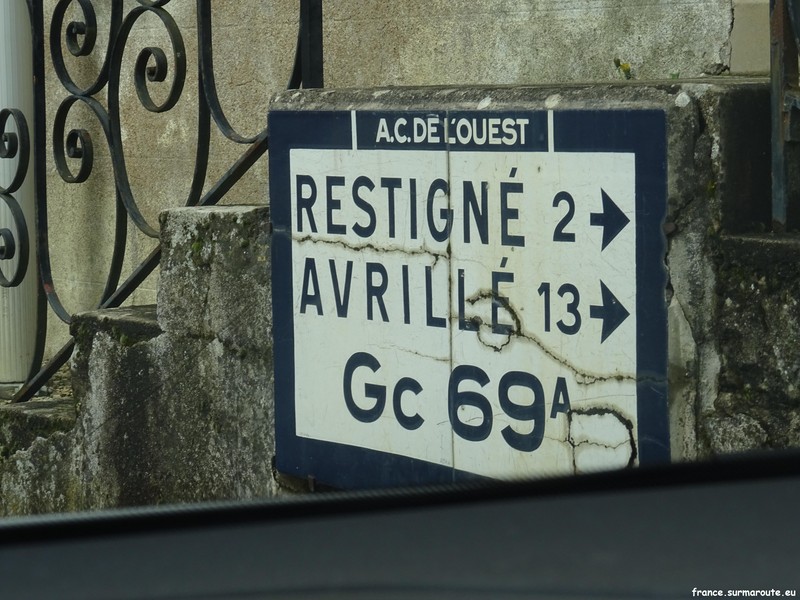 A.C. DE L'OUEST
RESTIGNÉ 2 →
AVRILLÉ 13 →
Gc 69A
france.surmaroute.eu